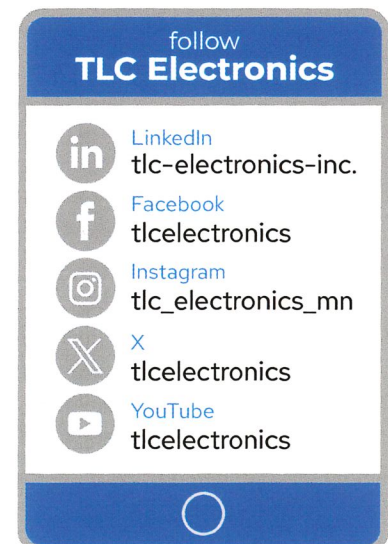 follow
TLC Electronics
LinkedIn
tlc-electronics-inc.
Facebook
tlcelectronics
Instagram
tlc_electronics_mn
X
tlcelectronics
YouTube
tlcelectronics